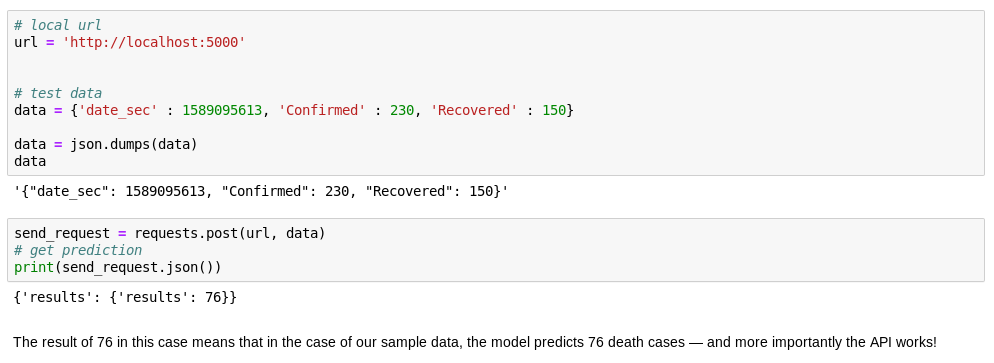 # local url
url = 'http://localhost:5000'
# test data
data = {'date_sec' : 1589095613, 'Confirmed' : 230, 'Recovered' : 150}
data = json.dumps(data)
data
'{"date_sec": 1589095613, "Confirmed": 230, "Recovered": 150}'
send_request = requests.post(url, data)
# get prediction
print(send_request.json())
{'results': {'results': 76}}
The result of 76 in this case means that in the case of our sample data, the model predicts 76 death cases — and more importantly the API works!